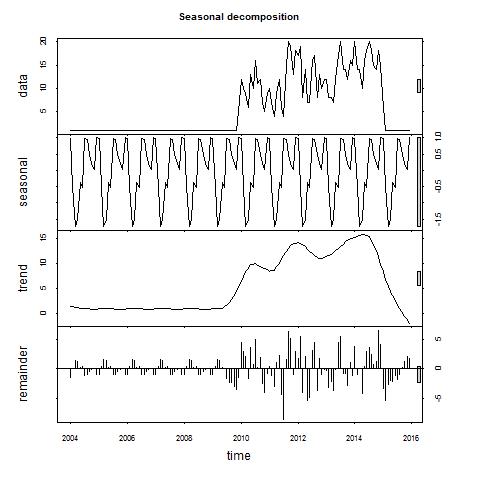 Seasonal decomposition
data
5 10 15 20
seasonal
-1.5 -0.5 0.5 1.0
trend
0 5 10 15
remainder
-5 0 5
2004 2006 2008 2010 2012 2014 2016
time